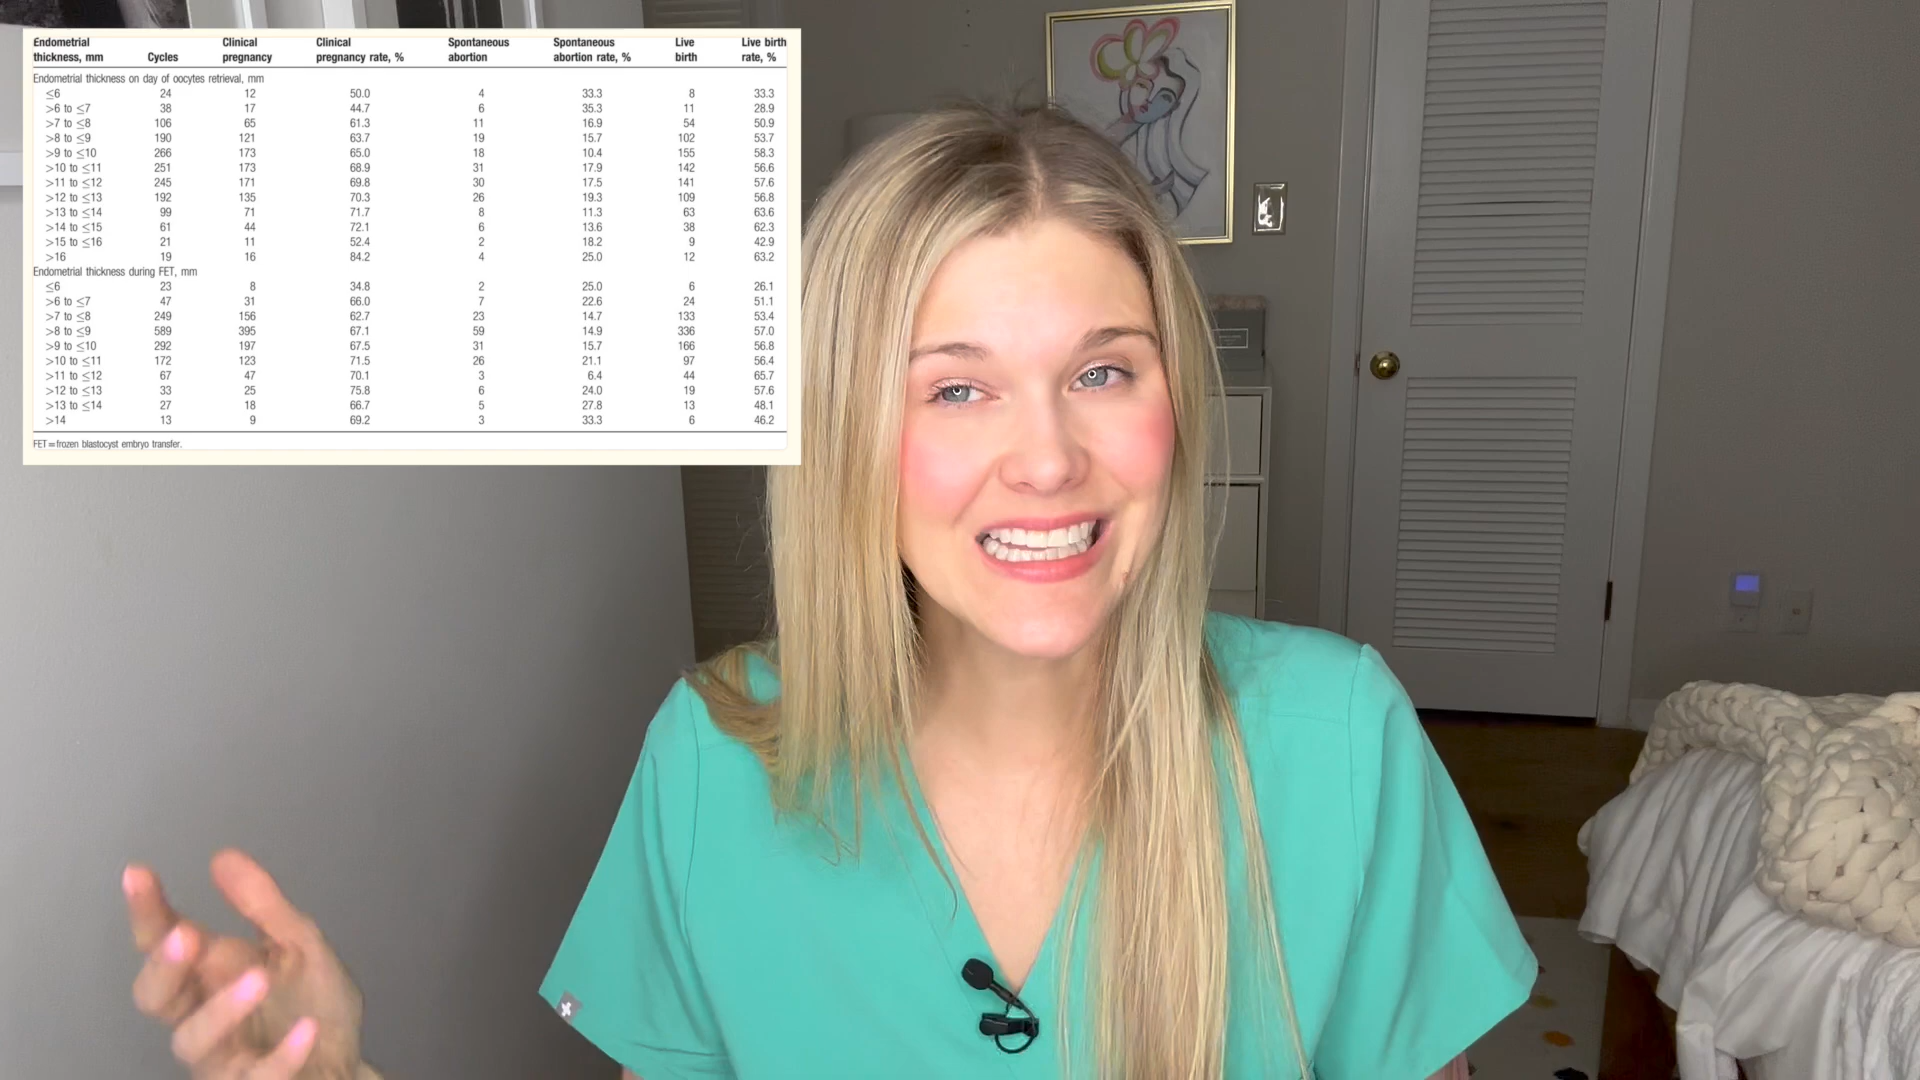 Endometrial thickness, mm Cycles Clinical pregnancy Clinical pregnancy rate, % Spontaneous abortion Spontaneous abortion rate, % Live birth Live birth rate, %
Endometrial thickness on day of oocytes retrieval, mm
≤6 24 12 50.0 4 33.3 8 33.3
>6 to ≤7 38 17 44.7 6 35.3 11 28.9
>7 to ≤8 106 65 61.3 11 16.9 54 50.9
>8 to ≤9 190 121 63.7 19 15.7 102 53.7
>9 to ≤10 266 173 65.0 18 10.4 155 58.3
>10 to ≤11 251 173 68.9 31 17.9 142 56.6
>11 to ≤12 245 171 69.8 30 17.5 141 57.6
>12 to ≤13 192 135 70.3 26 19.3 109 56.8
>13 to ≤14 99 71 71.7 8 11.3 63 63.6
>14 to ≤15 61 44 72.1 6 13.6 38 62.3
>15 to ≤16 21 11 52.4 2 18.2 9 42.9
>16 19 16 84.2 4 25.0 12 63.2
Endometrial thickness during FET, mm
≤6 23 8 34.8 2 25.0 6 26.1
>6 to ≤7 47 31 66.0 7 22.6 24 51.1
>7 to ≤8 249 156 62.7 23 14.7 133 53.4
>8 to ≤9 589 395 67.1 59 14.9 336 57.0
>9 to ≤10 292 197 67.5 31 15.7 166 56.8
>10 to ≤11 172 123 71.5 26 21.1 97 56.4
>11 to ≤12 67 47 70.1 3 6.4 44 65.7
>12 to ≤13 33 25 75.8 6 24.0 19 57.6
>13 to ≤14 27 18 66.7 5 27.8 13 48.1
>14 13 9 69.2 3 33.3 6 46.2
FET=frozen blastocyst embryo transfer.